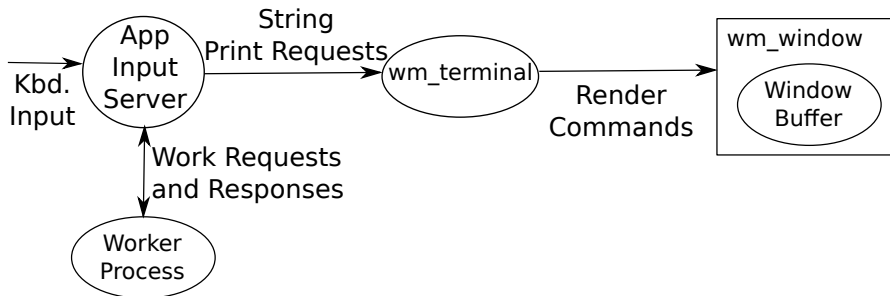 Kbd.
Input
App
Input
Server
String
Print Requests
wm_terminal
Render
Commands
wm_window
Window
Buffer
Work Requests
and Responses
Worker
Process